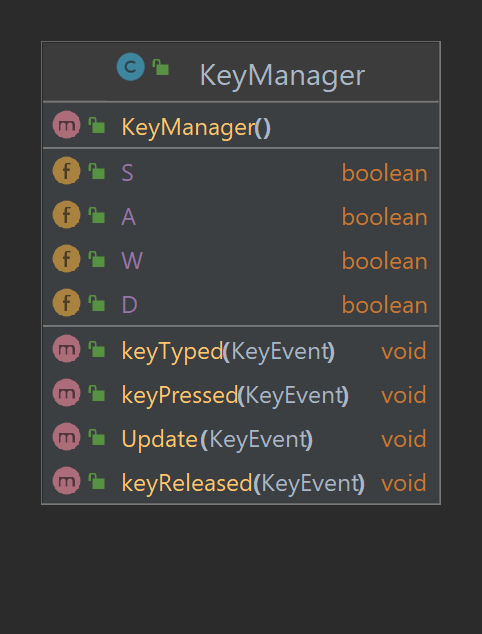 C KeyManager
m KeyManager()
f S boolean
f A boolean
f W boolean
f D boolean
m keyTyped(KeyEvent) void
m keyPressed(KeyEvent) void
m Update(KeyEvent) void
m keyReleased(KeyEvent) void